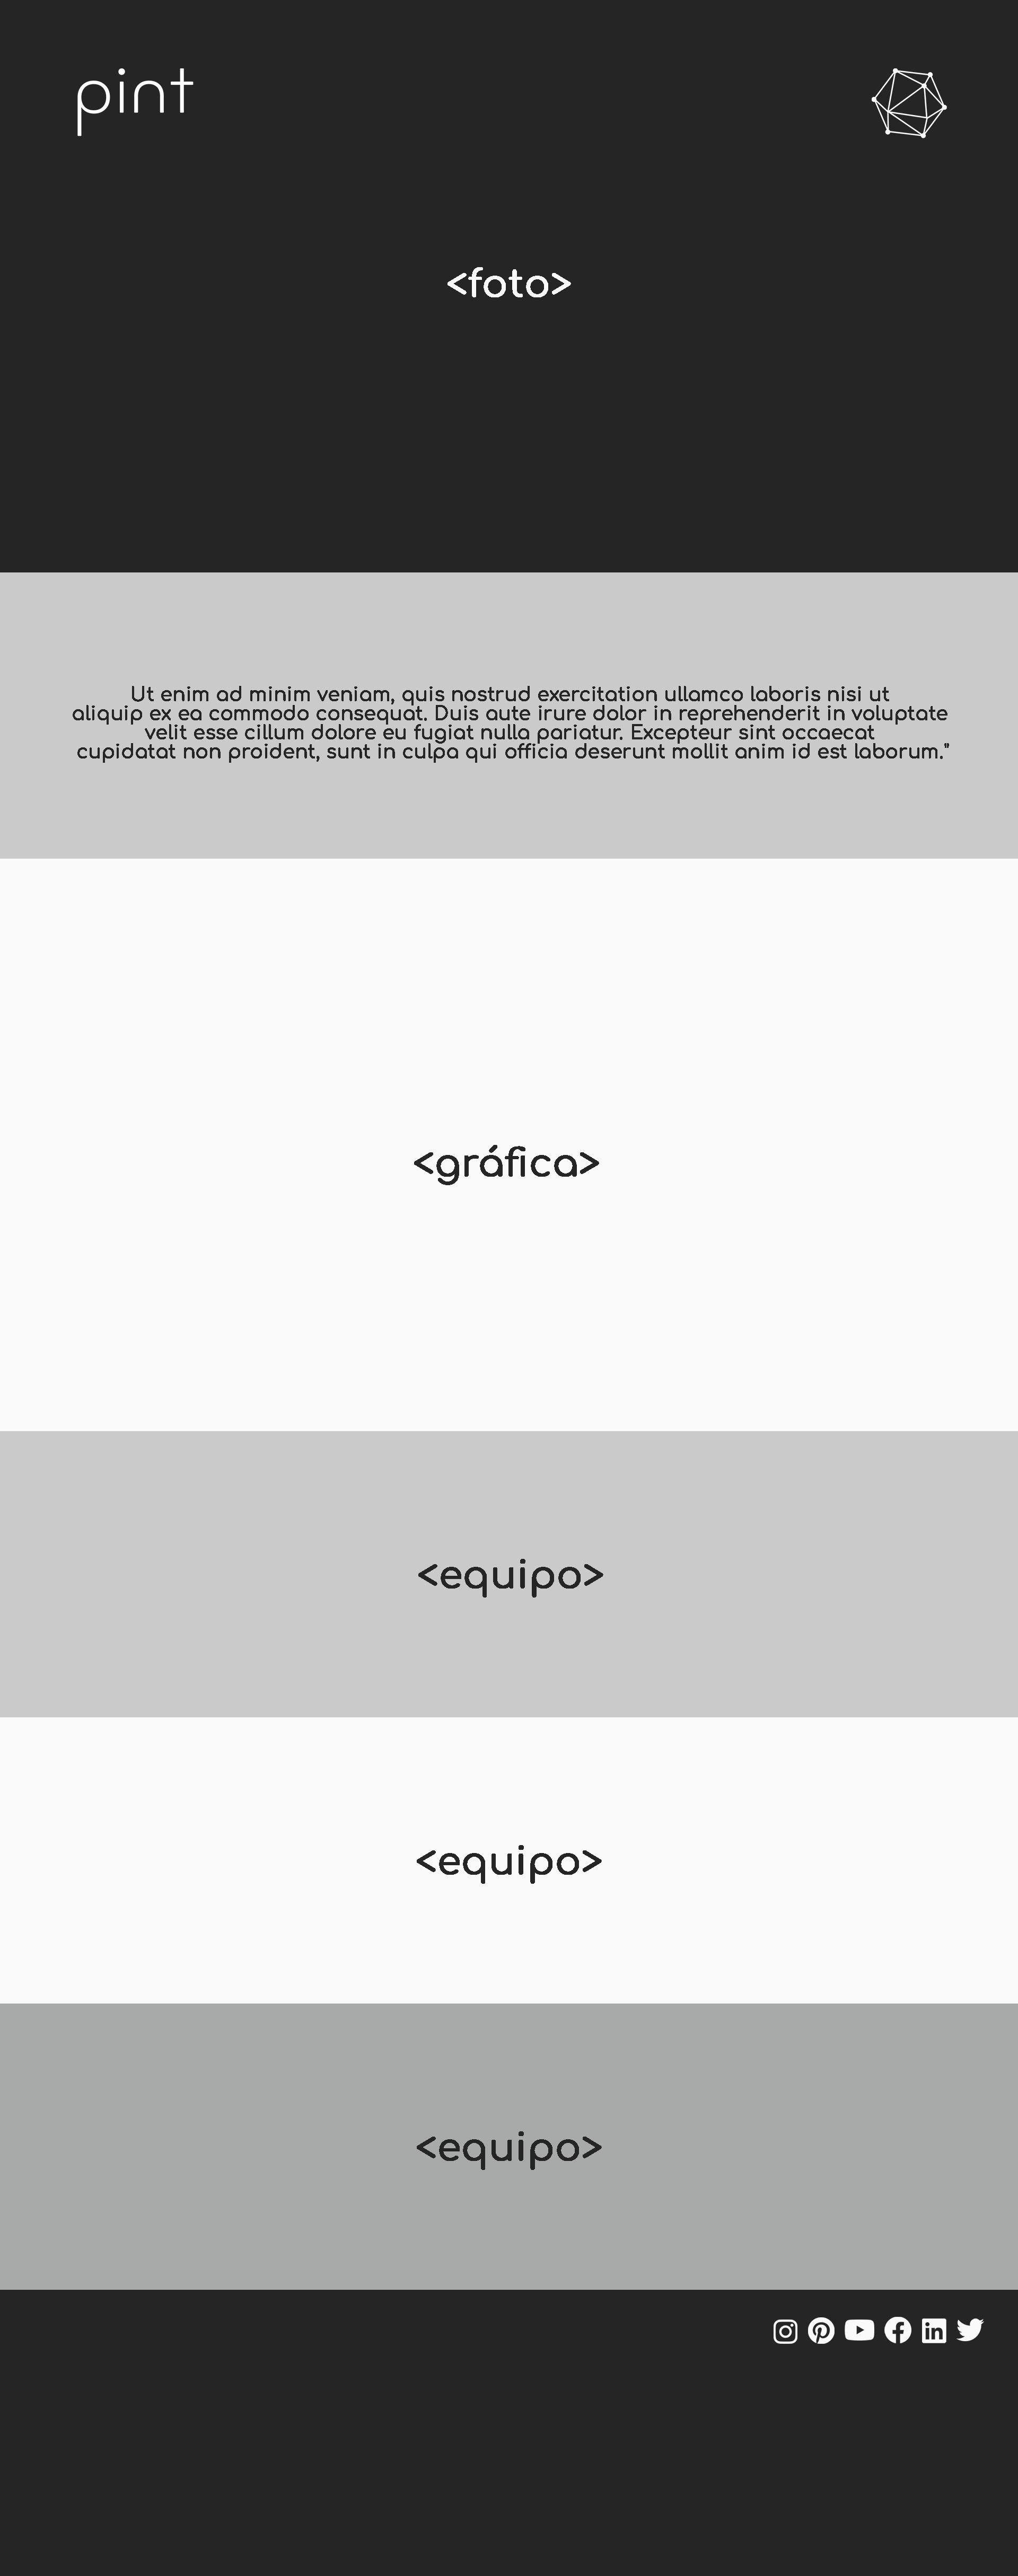 pint
<foto>
Ut enim ad minim veniam, quis nostrud exercitation ullamco laboris nisi ut
aliquip ex ea commodo consequat. Duis aute irure dolor in reprehenderit in voluptate
velit esse cillum dolore eu fugiat nulla pariatur. Excepteur sint occaecat
cupidatat non proident, sunt in culpa qui officia deserunt mollit anim id est laborum."
<gráfica>
<equipo>
<equipo>
<equipo>